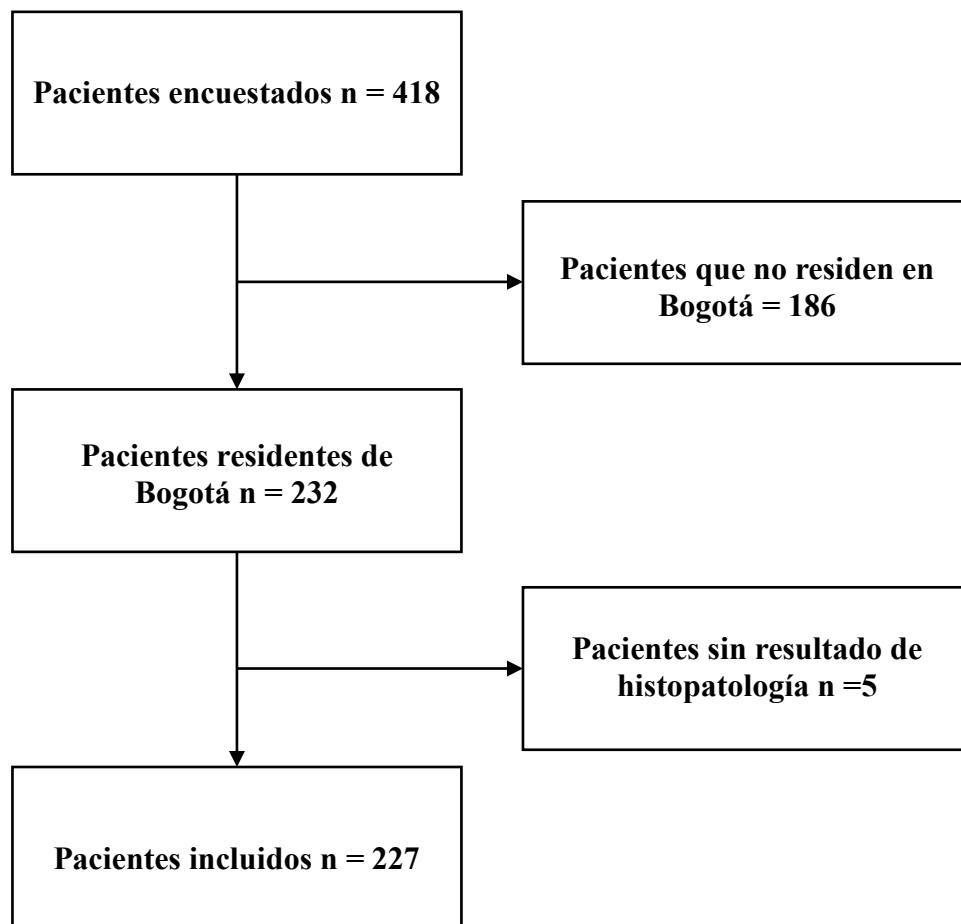 Pacientes encuestados n = 418
Pacientes que no residen en
Bogotá = 186
Pacientes residentes de
Bogotá n = 232
Pacientes sin resultado de
histopatología n =5
Pacientes incluidos n = 227